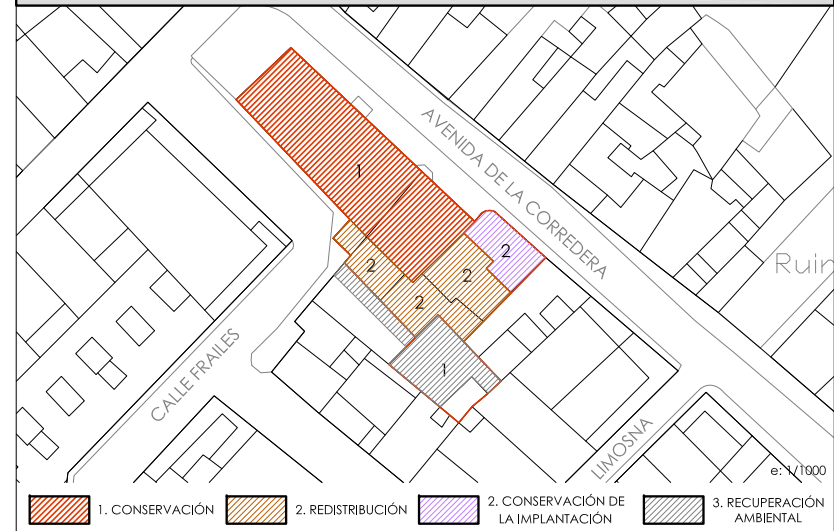 AVENIDA DE LA CORREDERA
1
2
2
2
2
1
Ruin
CALLE FRAILES
LIMOSNA
e: 1/1000
1. CONSERVACIÓN
2. REDISTRIBUCIÓN
2. CONSERVACIÓN DE
LA IMPLANTACIÓN
3. RECUPERACIÓN
AMBIENTAL